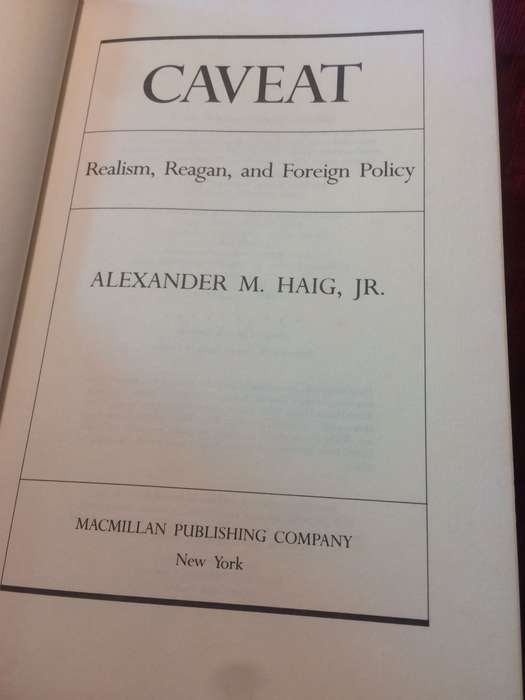 CAVEAT
Realism, Reagan, and Foreign Policy
ALEXANDER M. HAIG, JR.
MACMILLAN PUBLISHING COMPANY
New York